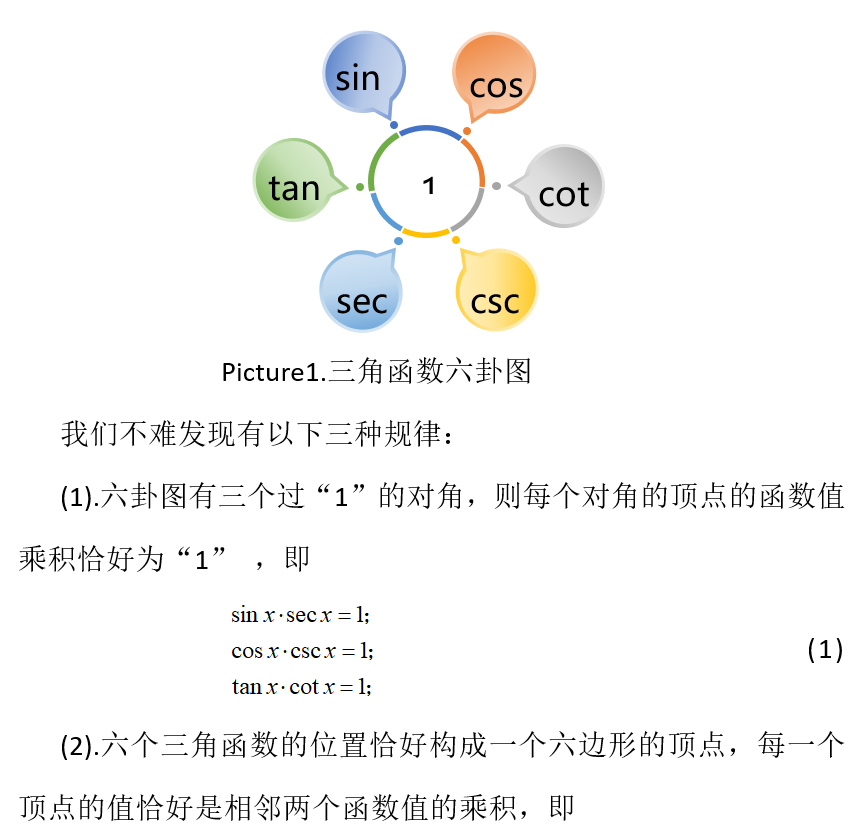 sin
cos
tan
1
cot
sec
csc
Picture1.三角函数六卦图
我们不难发现有以下三种规律：
(1).六卦图有三个过“1”的对角，则每个对角的顶点的函数值
乘积恰好为“1” ，即
sin x·sec x = 1;
cos x·csc x = 1;
(1)
tan x·cot x = 1;
(2).六个三角函数的位置恰好构成一个六边形的顶点，每一个
顶点的值恰好是相邻两个函数值的乘积，即